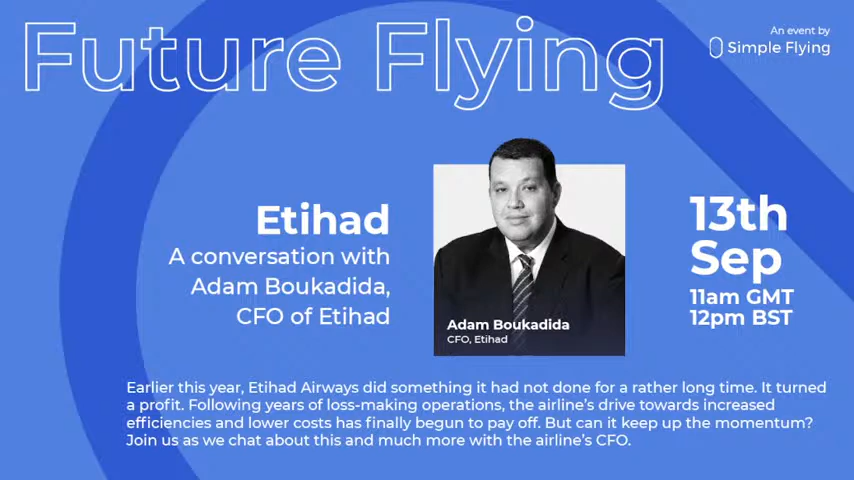 Future Flying
An event by
Simple Flying
Etihad
A conversation with
Adam Boukadida,
CFO of Etihad
Adam Boukadida
CFO, Etihad
13th
Sep
11am GMT
12pm BST
Earlier this year, Etihad Airways did something it had not done for a rather long time. It turned
a profit. Following years of loss-making operations, the airline's drive towards increased
efficiencies and lower costs has finally begun to pay off. But can it keep up the momentum?
Join us as we chat about this and much more with the airline's CFO.